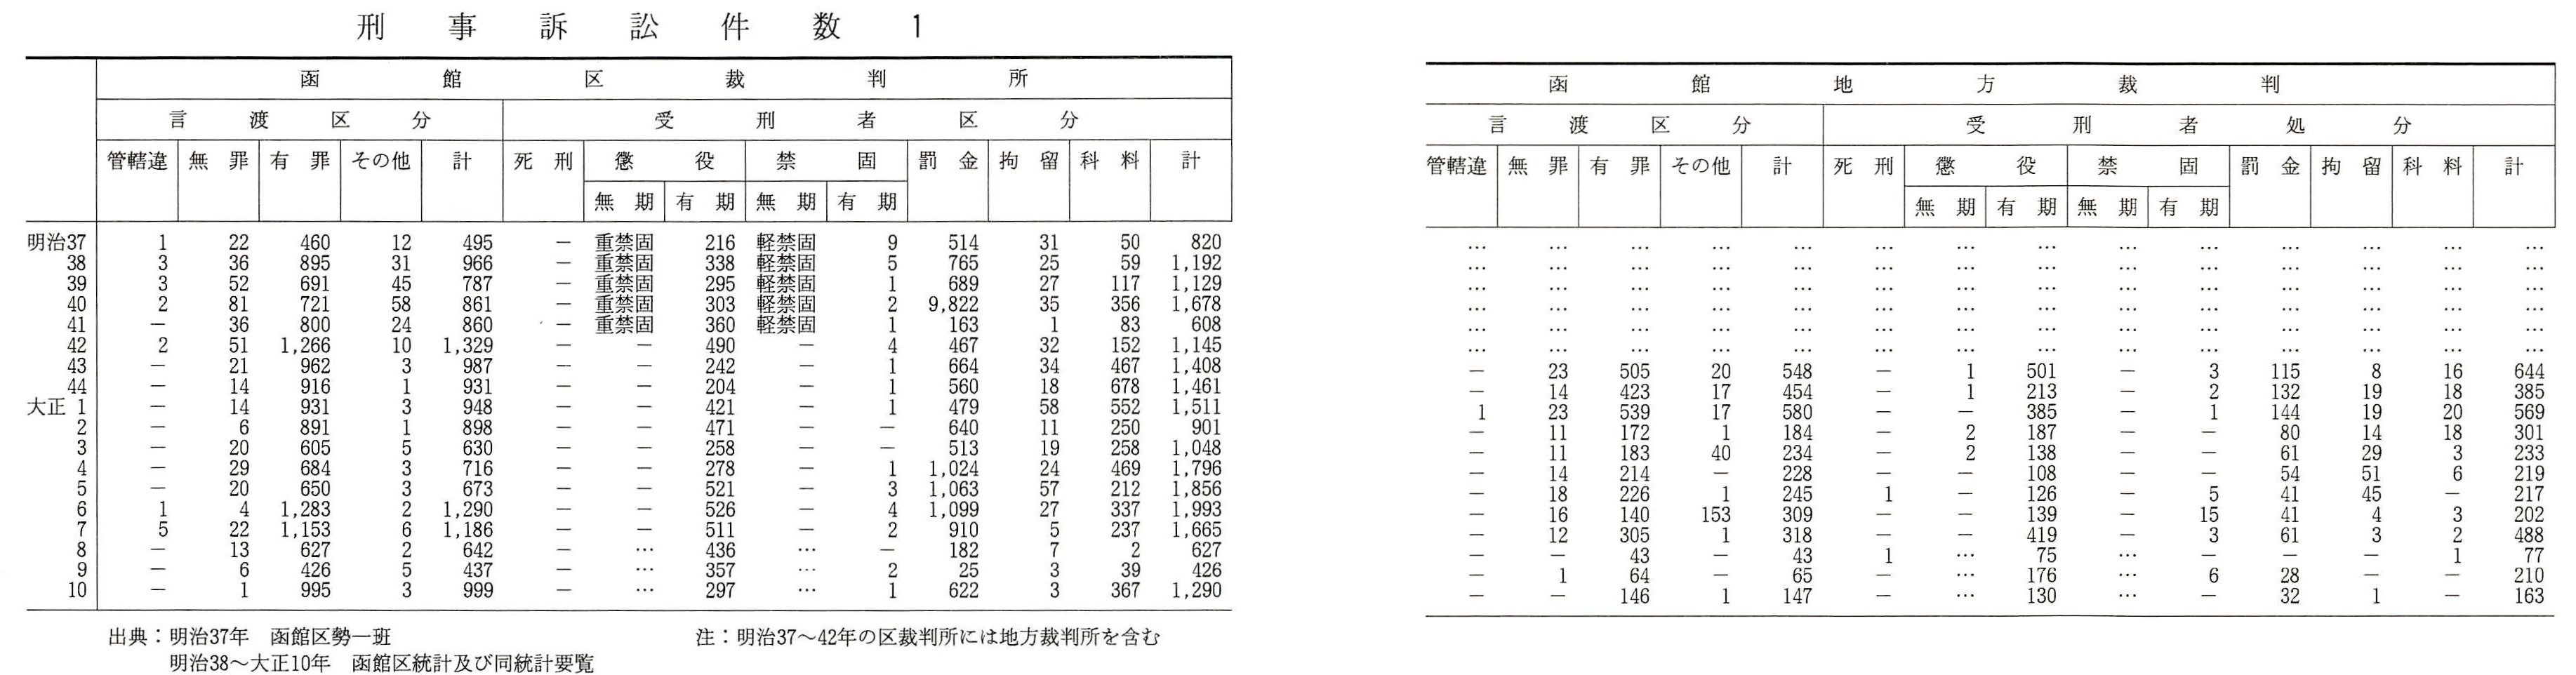 刑事訴訟件数 1
函館区裁判所
言渡区分 受刑者区分
管轄違 無罪 有罪 その他 計 死刑 懲役 禁固 罰金 拘留 科料 計
無期 有期 無期 有期
明治37 1 22 460 12 495 － 重禁固 216 軽禁固 9 514 31 50 820
38 3 36 895 31 966 － 重禁固 338 軽禁固 5 765 25 59 1,192
39 3 52 691 45 787 － 重禁固 295 軽禁固 1 689 27 117 1,129
40 2 81 721 58 861 － 重禁固 303 軽禁固 2 9,822 35 356 1,678
41 － 36 800 24 860 － 重禁固 360 軽禁固 1 163 1 83 608
42 2 51 1,266 10 1,329 － － 490 － 4 467 32 152 1,145
43 － 21 962 3 987 － － 242 － 1 664 34 467 1,408
44 － 14 916 1 931 － － 204 － 1 560 18 678 1,461
大正 1 － 14 931 3 948 － － 421 － 1 479 58 552 1,511
2 － 6 891 1 898 － － 471 － － 640 11 250 901
3 － 20 605 5 630 － － 258 － － 513 19 258 1,048
4 － 29 684 3 716 － － 278 － 1 1,024 24 469 1,796
5 － 20 650 3 673 － － 521 － 3 1,063 57 212 1,856
6 1 4 1,283 2 1,290 － － 526 － 4 1,099 27 337 1,993
7 5 22 1,153 6 1,186 － － 511 － 2 910 5 237 1,665
8 － 13 627 2 642 － … 436 … － 182 7 2 627
9 － 6 426 5 437 － … 357 … 2 25 3 39 426
10 － 1 995 3 999 － … 297 … 1 622 3 367 1,290
出典：明治37年 函館区勢一班
明治38～大正10年 函館区統計及び同統計要覧
注：明治37～42年の区裁判所には地方裁判所を含む
函館地方裁判
言渡区分 受刑者処分
管轄違 無罪 有罪 その他 計 死刑 懲役 禁固 罰金 拘留 科料 計
無期 有期 無期 有期
… … … … … … … … … … … … … …
… … … … … … … … … … … … … …
… … … … … … … … … … … … … …
… … … … … … … … … … … … … …
… … … … … … … … … … … … … …
… … … … … … … … … … … … … …
－ 23 505 20 548 － 1 501 － 3 115 8 16 644
－ 14 423 17 454 － 1 213 － 2 132 19 18 385
1 23 539 17 580 － － 385 － 1 144 19 20 569
－ 11 172 1 184 － 2 187 － － 80 14 18 301
－ 11 183 40 234 － 2 138 － － 61 29 3 233
－ 14 214 － 228 － － 108 － － 54 51 6 219
－ 18 226 1 245 1 － 126 － 5 41 45 － 217
－ 16 140 153 309 － － 139 － 15 41 4 3 202
－ 12 305 1 318 － － 419 － 3 61 3 2 488
－ － 43 － 43 1 … 75 … － － － 1 77
－ 1 64 － 65 － … 176 … 6 28 － － 210
－ － 146 1 147 － … 130 … － 32 1 － 163